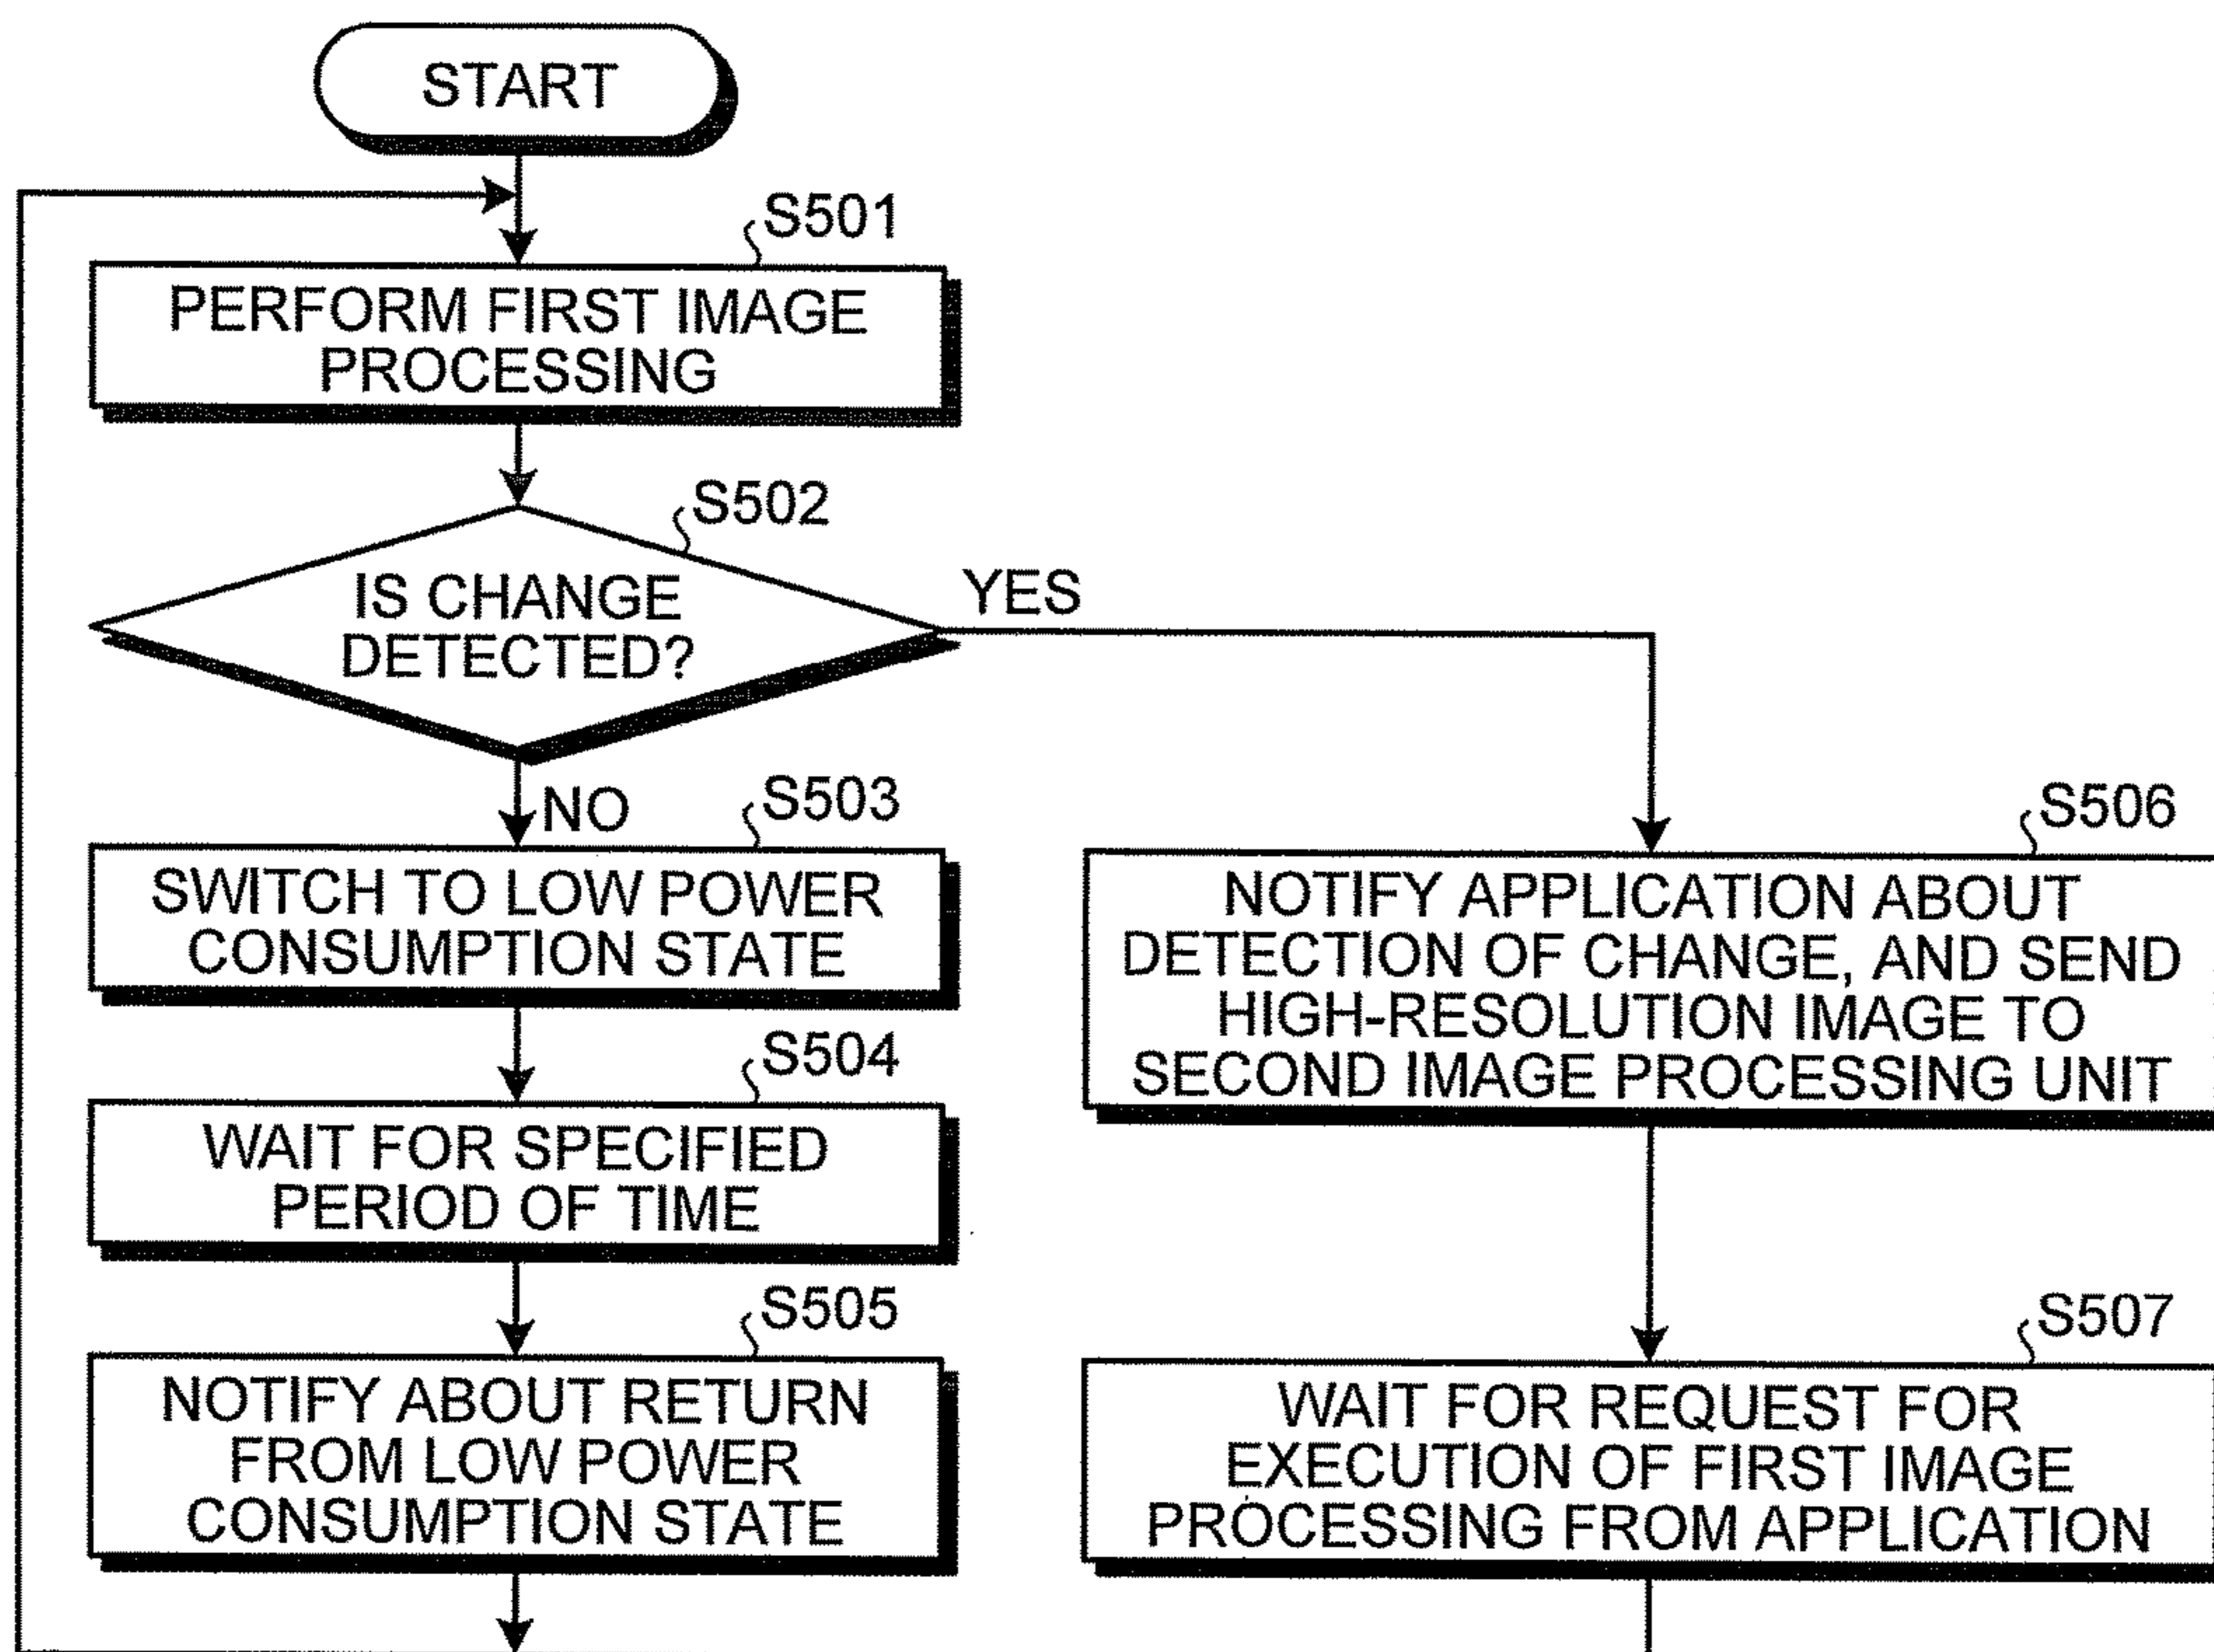 START
S501
PERFORM FIRST IMAGE
PROCESSING
S502
IS CHANGE
DETECTED?
YES
NO
S503
SWITCH TO LOW POWER
CONSUMPTION STATE
S504
WAIT FOR SPECIFIED
PERIOD OF TIME
S505
NOTIFY ABOUT RETURN
FROM LOW POWER
CONSUMPTION STATE
S506
NOTIFY APPLICATION ABOUT
DETECTION OF CHANGE, AND SEND
HIGH-RESOLUTION IMAGE TO
SECOND IMAGE PROCESSING UNIT
S507
WAIT FOR REQUEST FOR
EXECUTION OF FIRST IMAGE
PROCESSING FROM APPLICATION